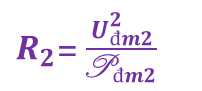 R₂ = U²đm2 / 𝒫đm2